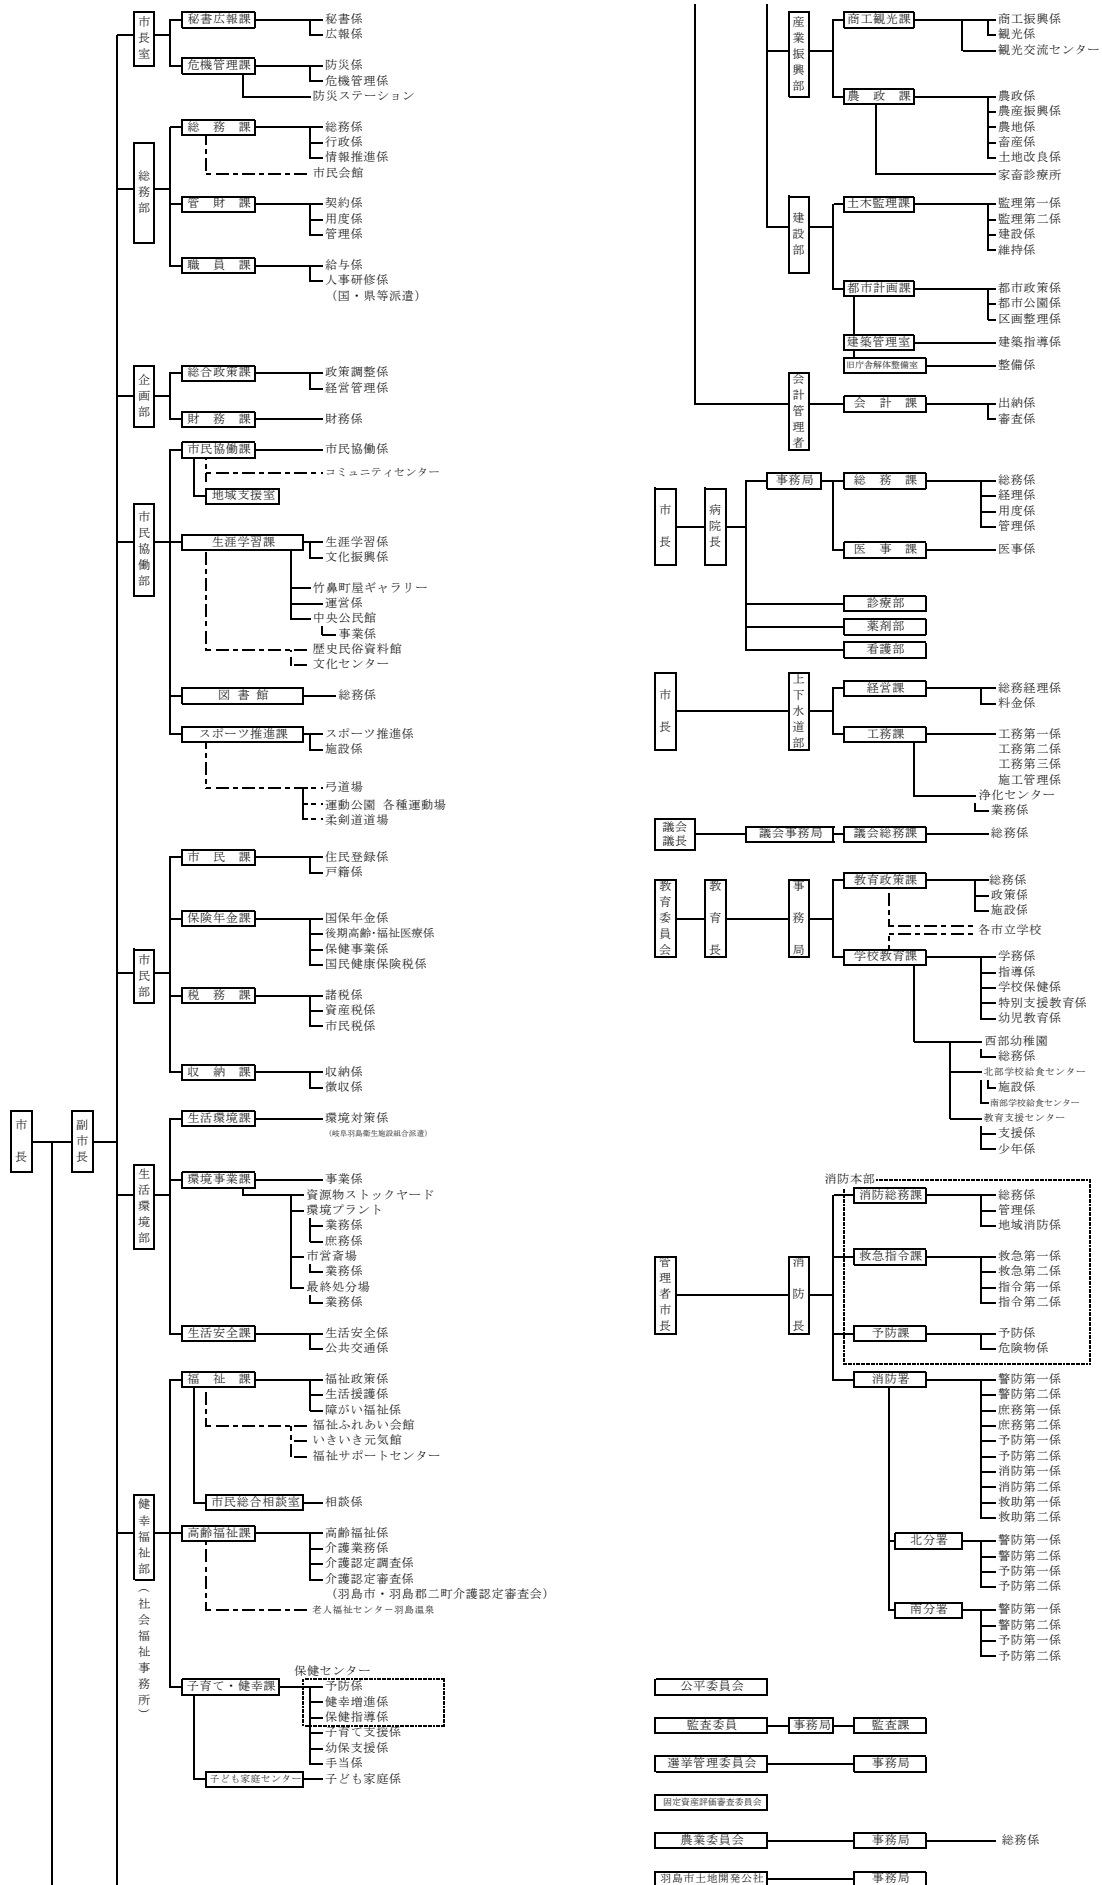 市長
副市長
市長室
秘書広報課
秘書係
広報係
危機管理課
防災係
危機管理係
防災ステーション
総務部
総　務　課
総務係
行政係
情報推進係
市民会館
管　財　課
契約係
用度係
管理係
職　員　課
給与係
人事研修係
（国・県等派遣）
企画部
総合政策課
政策調整係
経営管理係
財　務　課
財務係
市民協働部
市民協働課
市民協働係
コミュニティセンター
地域支援室
生涯学習課
生涯学習係
文化振興係
竹鼻町屋ギャラリー
運営係
中央公民館
事業係
歴史民俗資料館
文化センター
図 書 館
総務係
スポーツ推進課
スポーツ推進係
施設係
弓道場
運動公園 各種運動場
柔剣道道場
市民部
市　民　課
住民登録係
戸籍係
保険年金課
国保年金係
後期高齢・福祉医療係
保健事業係
国民健康保険税係
税　務　課
諸税係
資産税係
市民税係
収　納　課
収納係
徴収係
生活環境部
生活環境課
環境対策係
（岐阜羽島衛生施設組合派遣）
環境事業課
事業係
資源物ストックヤード
環境プラント
業務係
庶務係
市営斎場
業務係
最終処分場
業務係
生活安全課
生活安全係
公共交通係
健幸福祉部（社会福祉事務所）
福　祉　課
福祉政策係
生活援護係
障がい福祉係
福祉ふれあい会館
いきいき元気館
福祉サポートセンター
市民総合相談室
相談係
高齢福祉課
高齢福祉係
介護業務係
介護認定調査係
介護認定審査係
（羽島市・羽島郡二町介護認定審査会）
老人福祉センター羽島温泉
保健センター
子育て・健幸課
予防係
健幸増進係
保健指導係
子育て支援係
幼保支援係
手当係
子ども家庭センター
子ども家庭係
産業振興部
商工観光課
商工振興係
観光係
観光交流センター
農　政　課
農政係
農産振興係
農地係
畜産係
土地改良係
家畜診療所
建設部
土木監理課
監理第一係
監理第二係
建設係
維持係
都市計画課
都市政策係
都市公園係
区画整理係
建築管理室
建築指導係
旧庁舎解体整備室
整備係
会計管理者
会　計　課
出納係
審査係
市長
病院長
事務局
総　務　課
総務係
経理係
用度係
管理係
医　事　課
医事係
診療部
薬剤部
看護部
市長
上下水道部
経営課
総務経理係
料金係
工務課
工務第一係
工務第二係
工務第三係
施工管理係
浄化センター
業務係
議会
議長
議会事務局
議会総務課
総務係
教育委員会
教育長
事務局
教育政策課
総務係
政策係
施設係
各市立学校
学校教育課
学務係
指導係
学校保健係
特別支援教育係
幼児教育係
西部幼稚園
総務係
北部学校給食センター
施設係
南部学校給食センター
教育支援センター
支援係
少年係
管理者市長
消防長
消防本部
消防総務課
総務係
管理係
地域消防係
救急指令課
救急第一係
救急第二係
指令第一係
指令第二係
予防課
予防係
危険物係
消防署
警防第一係
警防第二係
庶務第一係
庶務第二係
予防第一係
予防第二係
消防第一係
消防第二係
救助第一係
救助第二係
北分署
警防第一係
警防第二係
予防第一係
予防第二係
南分署
警防第一係
警防第二係
予防第一係
予防第二係
公平委員会
監査委員
事務局
監査課
選挙管理委員会
事務局
固定資産評価審査委員会
農業委員会
事務局
総務係
羽島市土地開発公社
事務局